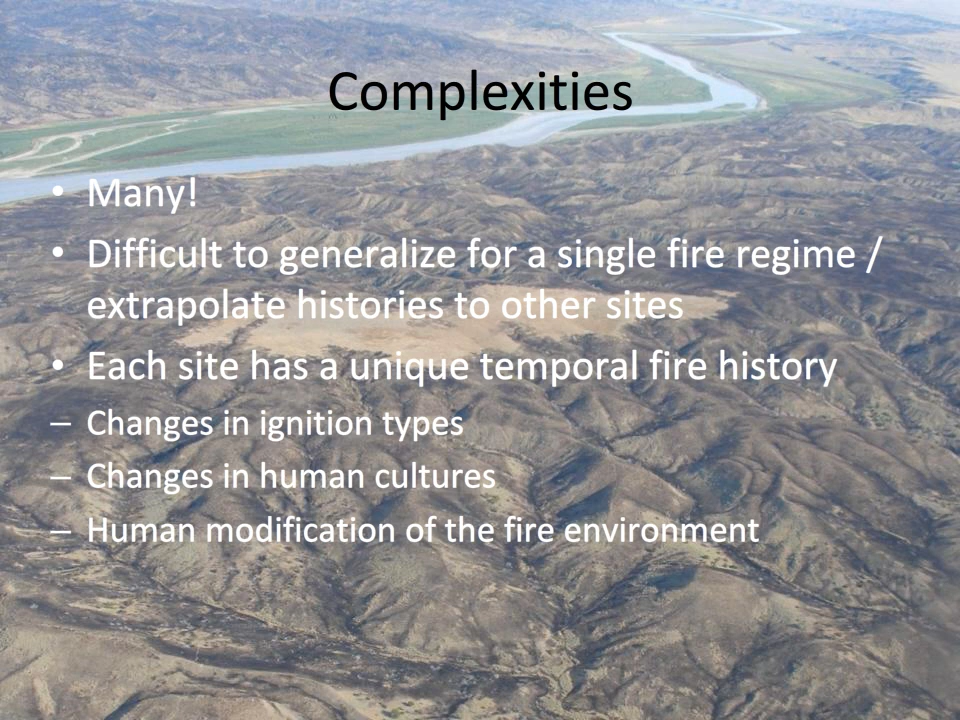 Complexities
• Many!
• Difficult to generalize for a single fire regime /
extrapolate histories to other sites
• Each site has a unique temporal fire history
– Changes in ignition types
– Changes in human cultures
– Human modification of the fire environment